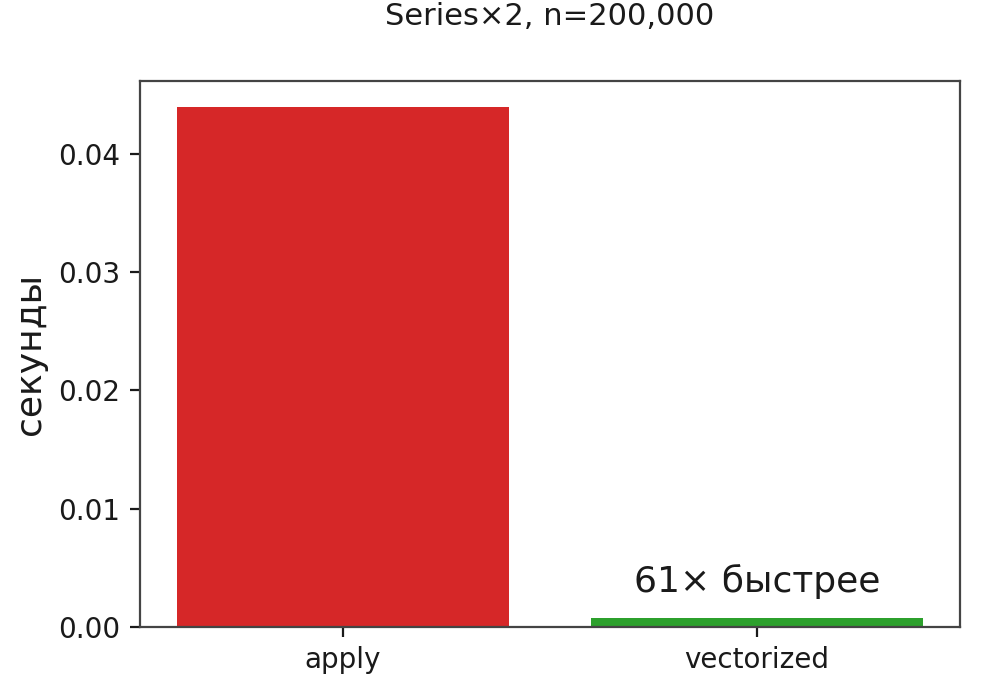 Series×2, n=200,000
секунды
0.04
0.03
0.02
0.01
0.00
61× быстрее
apply
vectorized